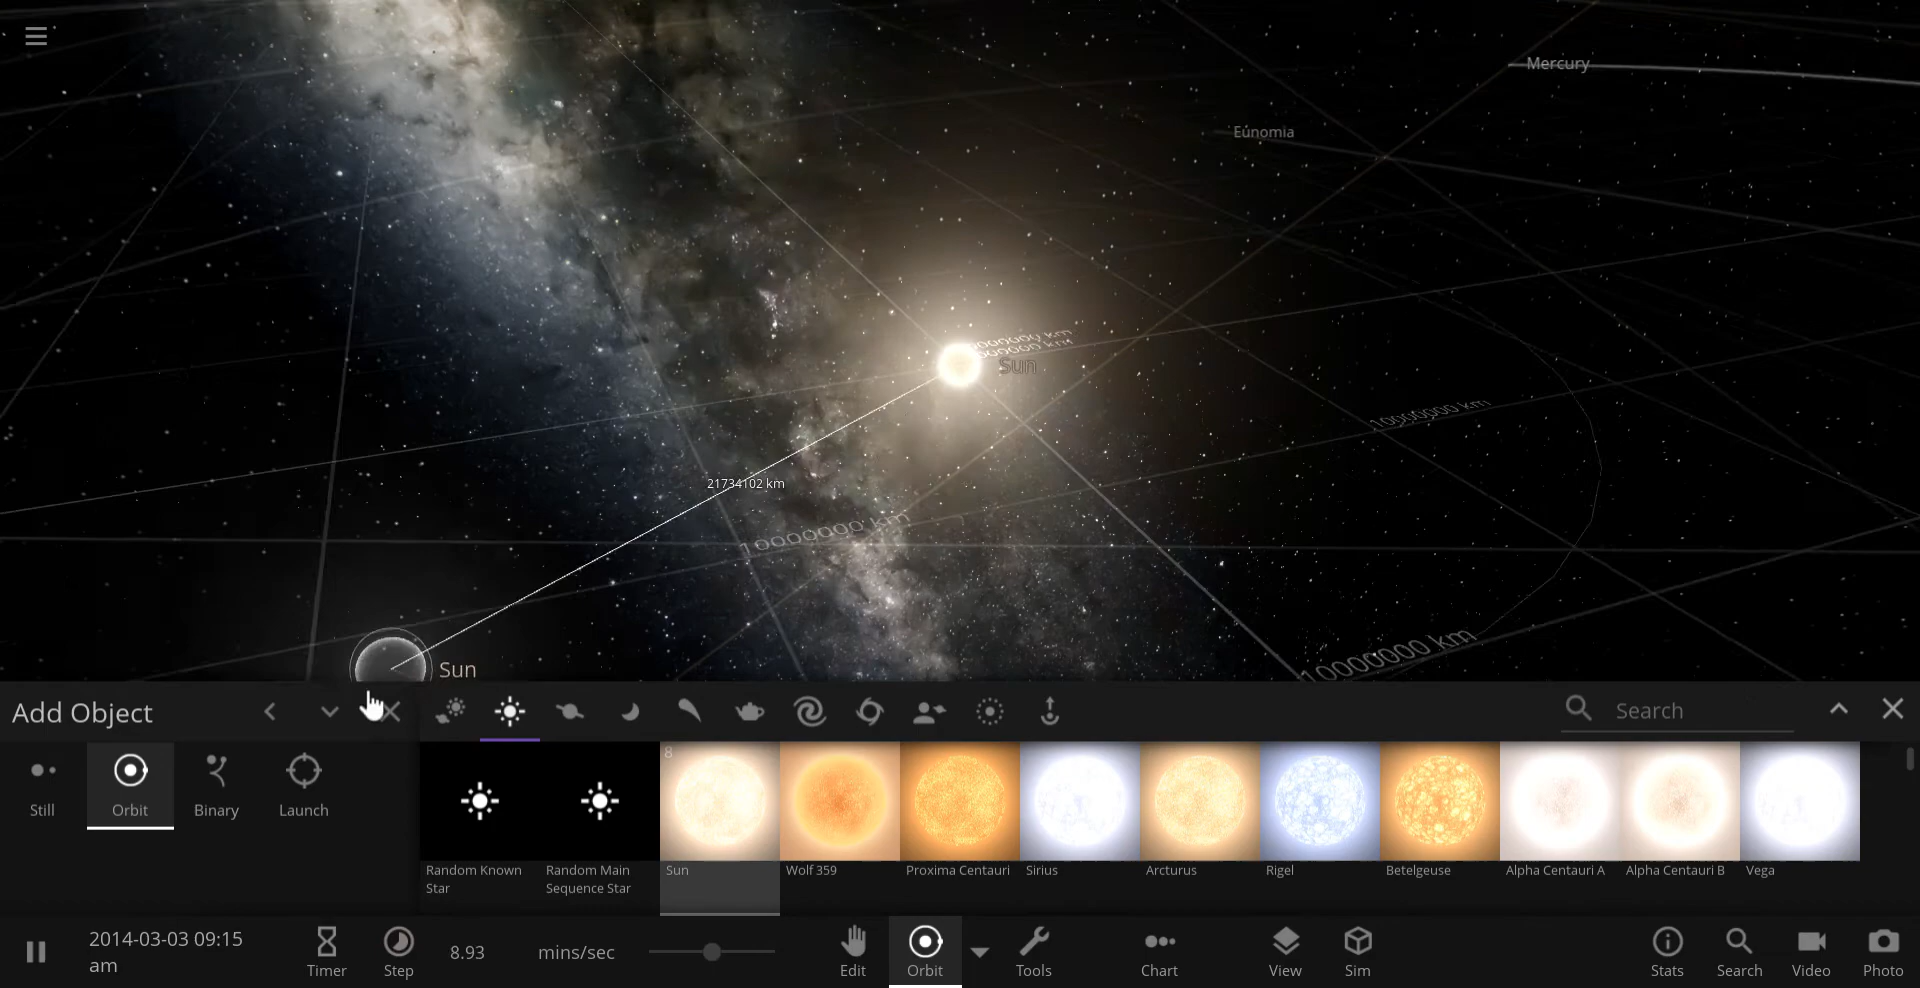 Mercury
Eunomia
Sun
10000000 km
21734102 km
10000000 km
10000000 km
Sun
Add Object
Search
Still
Orbit
Binary
Launch
8
Random Known
Star
Random Main
Sequence Star
Sun
Wolf 359
Proxima Centauri
Sirius
Arcturus
Rigel
Betelgeuse
Alpha Centauri A
Alpha Centauri B
Vega
2014-03-03 09:15
am
Timer
Step
8.93
mins/sec
Edit
Orbit
Tools
Chart
View
Sim
Stats
Search
Video
Photo